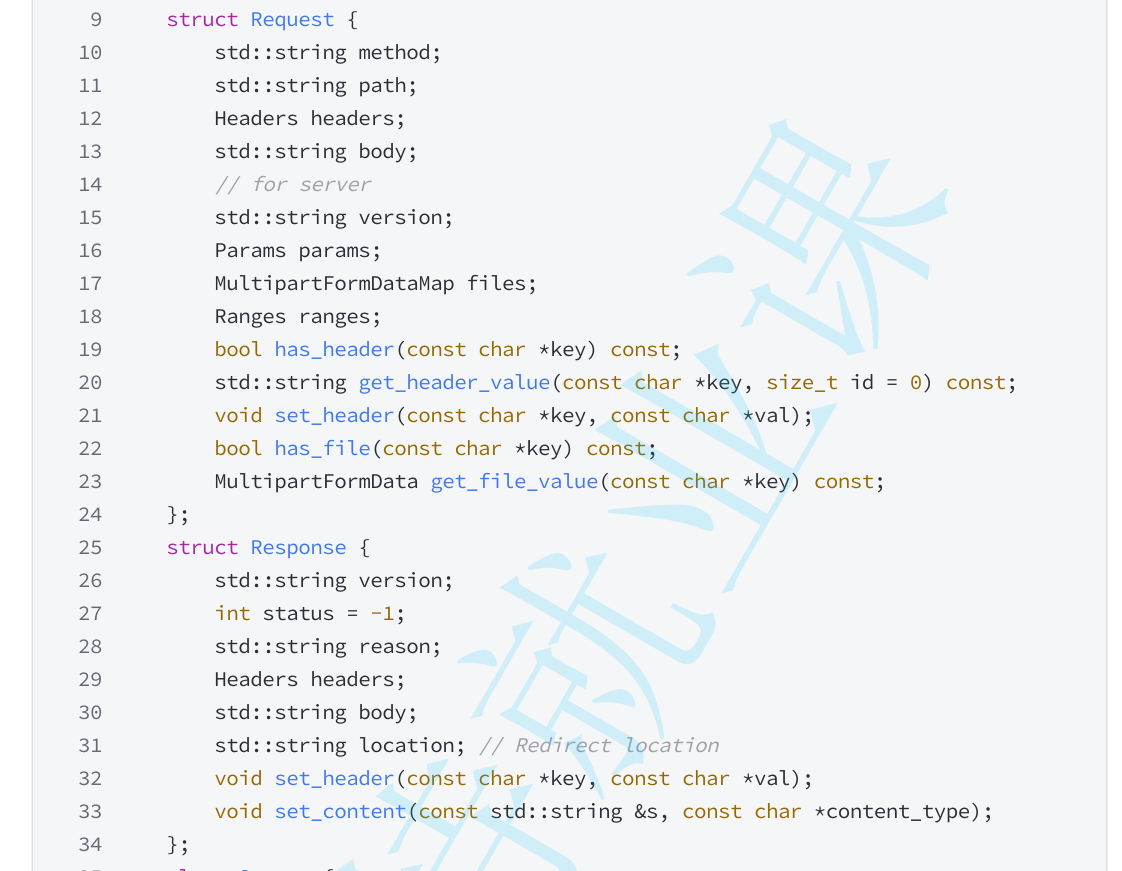 9 struct Request {
10 std::string method;
11 std::string path;
12 Headers headers;
13 std::string body;
14 // for server
15 std::string version;
16 Params params;
17 MultipartFormDataMap files;
18 Ranges ranges;
19 bool has_header(const char *key) const;
20 std::string get_header_value(const char *key, size_t id = 0) const;
21 void set_header(const char *key, const char *val);
22 bool has_file(const char *key) const;
23 MultipartFormData get_file_value(const char *key) const;
24 };
25 struct Response {
26 std::string version;
27 int status = -1;
28 std::string reason;
29 Headers headers;
30 std::string body;
31 std::string location; // Redirect location
32 void set_header(const char *key, const char *val);
33 void set_content(const std::string &s, const char *content_type);
34 };
就业课